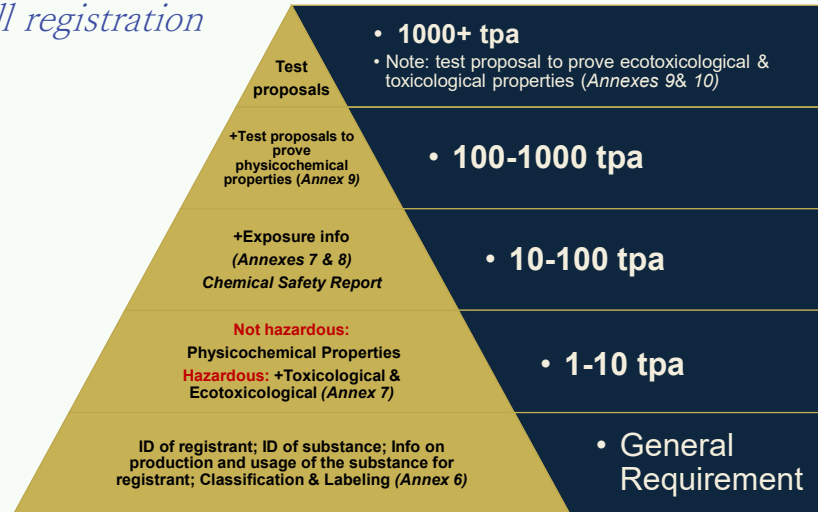 ll registration
Test
proposals
• 1000+ tpa
• Note: test proposal to prove ecotoxicological &
toxicological properties (Annexes 9& 10)
+Test proposals to
prove
physicochemical
properties (Annex 9)
• 100-1000 tpa
+Exposure info
(Annexes 7 & 8)
Chemical Safety Report
• 10-100 tpa
Not hazardous:
Physicochemical Properties
Hazardous: +Toxicological &
Ecotoxicological (Annex 7)
• 1-10 tpa
ID of registrant; ID of substance; Info on
production and usage of the substance for
registrant; Classification & Labeling (Annex 6)
• General
Requirement